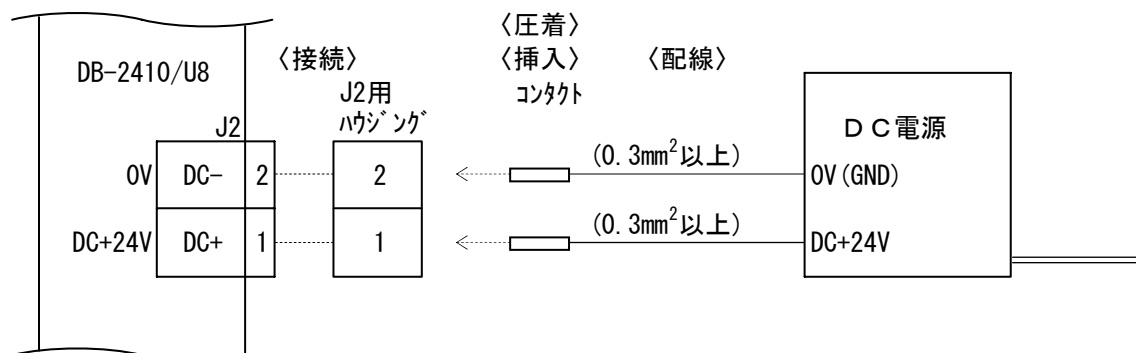 〈圧着〉
〈接続〉 〈挿入〉 〈配線〉
DB-2410/U8
J2用 コンタクト
ハウジング
J2
DC電源
0V DC- 2 2 (0.3mm²以上) 0V(GND)
DC+24V DC+ 1 1 (0.3mm²以上) DC+24V